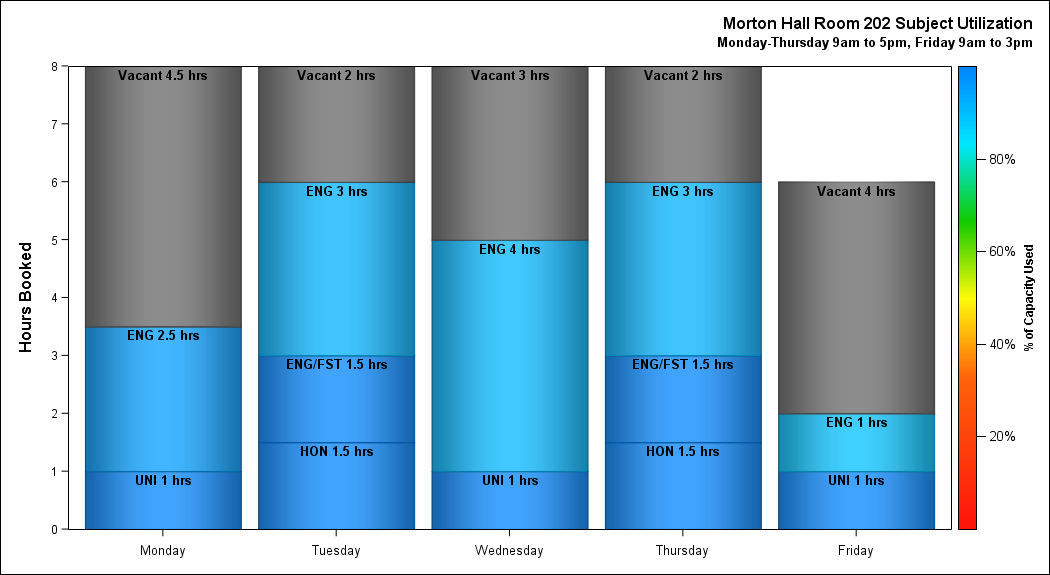 Morton Hall Room 202 Subject Utilization
Monday-Thursday 9am to 5pm, Friday 9am to 3pm
Hours Booked
8
7
6
5
4
3
2
1
0
Vacant 4.5 hrs
ENG 2.5 hrs
UNI 1 hrs
Vacant 2 hrs
ENG 3 hrs
ENG/FST 1.5 hrs
HON 1.5 hrs
Vacant 3 hrs
ENG 4 hrs
UNI 1 hrs
Vacant 2 hrs
ENG 3 hrs
ENG/FST 1.5 hrs
HON 1.5 hrs
Vacant 4 hrs
ENG 1 hrs
UNI 1 hrs
Monday
Tuesday
Wednesday
Thursday
Friday
80%
60%
40%
20%
% of Capacity Used